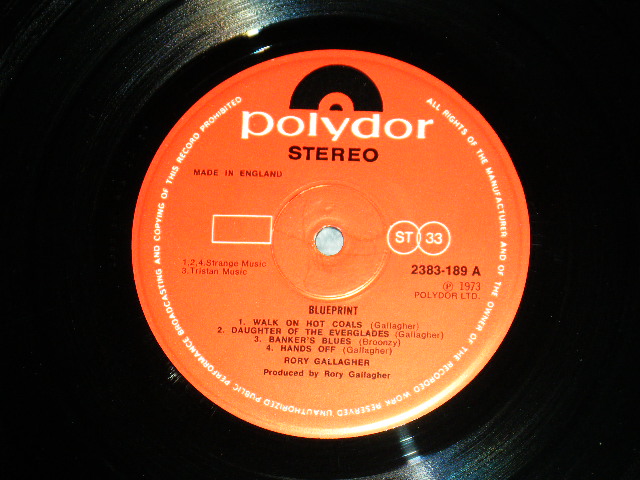 polydor
STEREO
MADE IN ENGLAND
ST 33
1,2,4.Strange Music
3.Tristan Music
2383-189 A
Ⓟ 1973
POLYDOR LTD.
BLUEPRINT
1. WALK ON HOT COALS (Gallagher)
2. DAUGHTER OF THE EVERGLADES (Gallagher)
3. BANKER'S BLUES (Broonzy)
4. HANDS OFF (Gallagher)
RORY GALLAGHER
Produced by Rory Gallagher
ALL RIGHTS OF THE MANUFACTURER AND OF THE OWNER OF THE RECORDED WORK RESERVED UNAUTHORIZED PUBLIC PERFORMANCE BROADCASTING AND COPYING OF THIS RECORD PROHIBITED